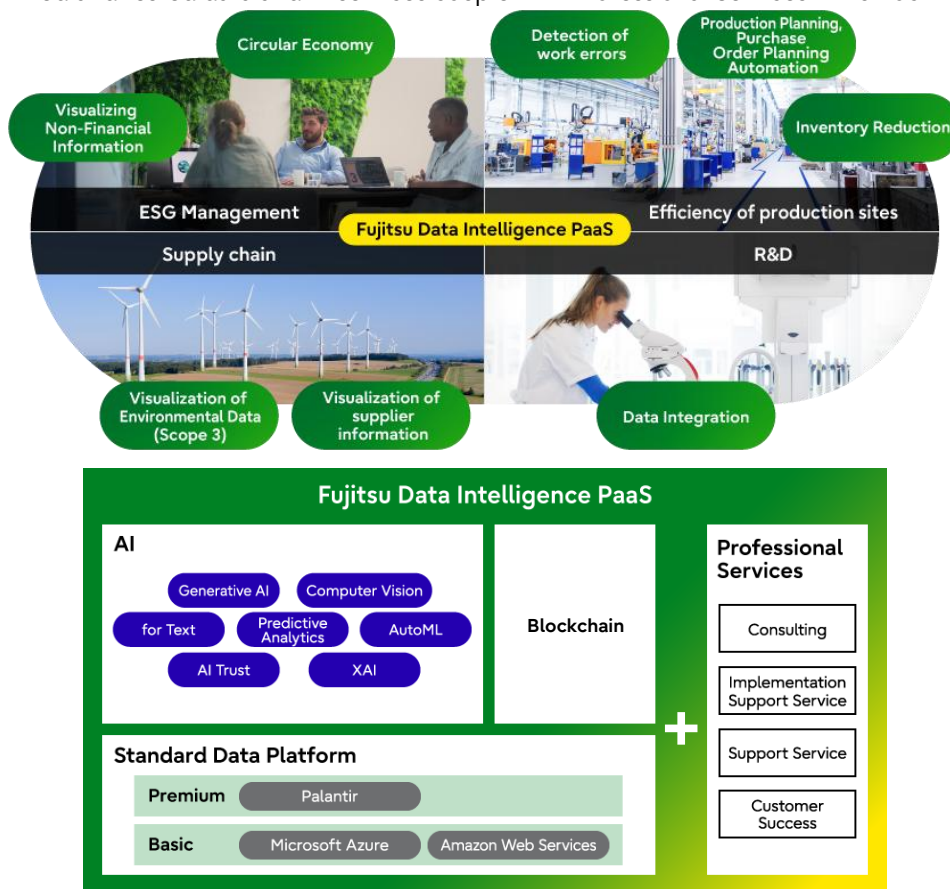 Circular Economy
Detection of
work errors
Production Planning,
Purchase
Order Planning
Automation
Visualizing
Non-Financial
Information
Inventory Reduction
ESG Management
Efficiency of production sites
Fujitsu Data Intelligence PaaS
Supply chain
R&D
Visualization of
Environmental Data
(Scope 3)
Visualization of
supplier
information
Data Integration
Fujitsu Data Intelligence PaaS
AI
Generative AI
Computer Vision
for Text
Predictive
Analytics
AutoML
AI Trust
XAI
Blockchain
Professional
Services
Consulting
Implementation
Support Service
Support Service
Customer
Success
+
Standard Data Platform
Premium
Palantir
Basic
Microsoft Azure
Amazon Web Services